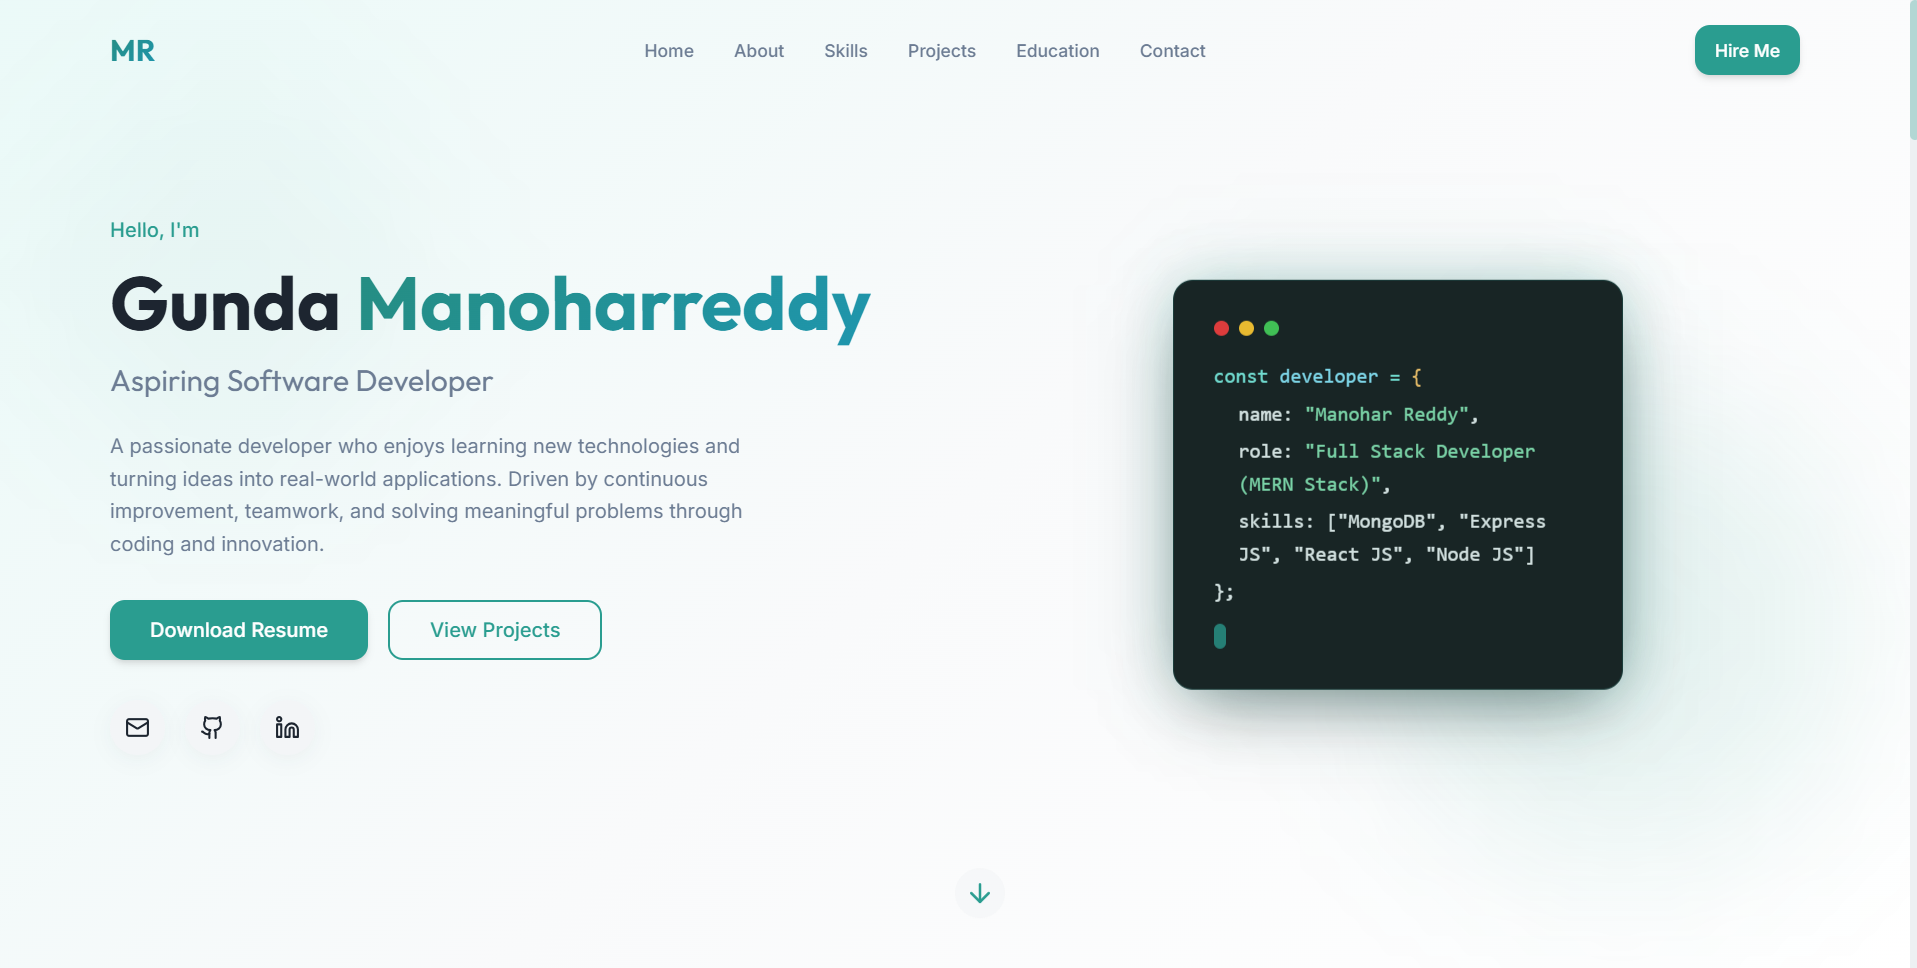 MR
Home
About
Skills
Projects
Education
Contact
Hire Me
Hello, I'm
Gunda Manoharreddy
Aspiring Software Developer
A passionate developer who enjoys learning new technologies and
turning ideas into real-world applications. Driven by continuous
improvement, teamwork, and solving meaningful problems through
coding and innovation.
Download Resume
View Projects
const developer = {
name: "Manohar Reddy",
role: "Full Stack Developer
(MERN Stack)",
skills: ["MongoDB", "Express
JS", "React JS", "Node JS"]
};